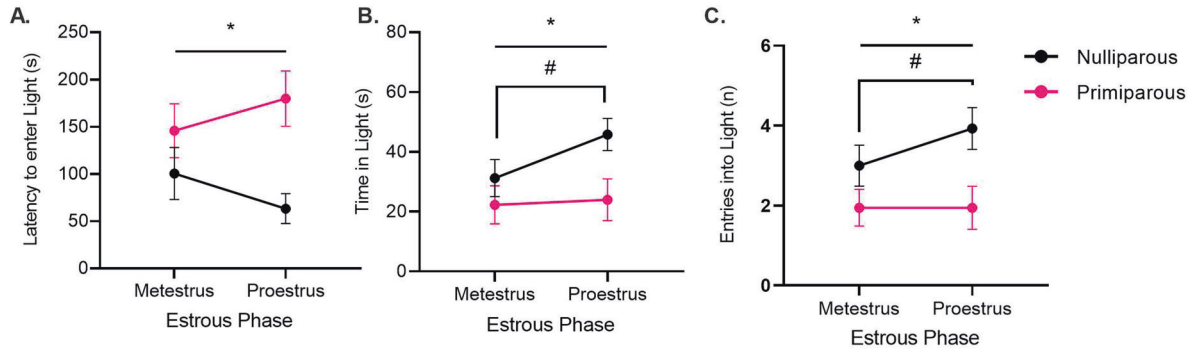 A.
Latency to enter Light (s)
250
200
150
100
50
0
*
Metestrus Proestrus
Estrous Phase
B.
Time in Light (s)
80
60
40
20
0
*
#
Metestrus Proestrus
Estrous Phase
C.
Entries into Light (n)
6
4
2
0
*
#
Metestrus Proestrus
Estrous Phase
Nulliparous
Primiparous